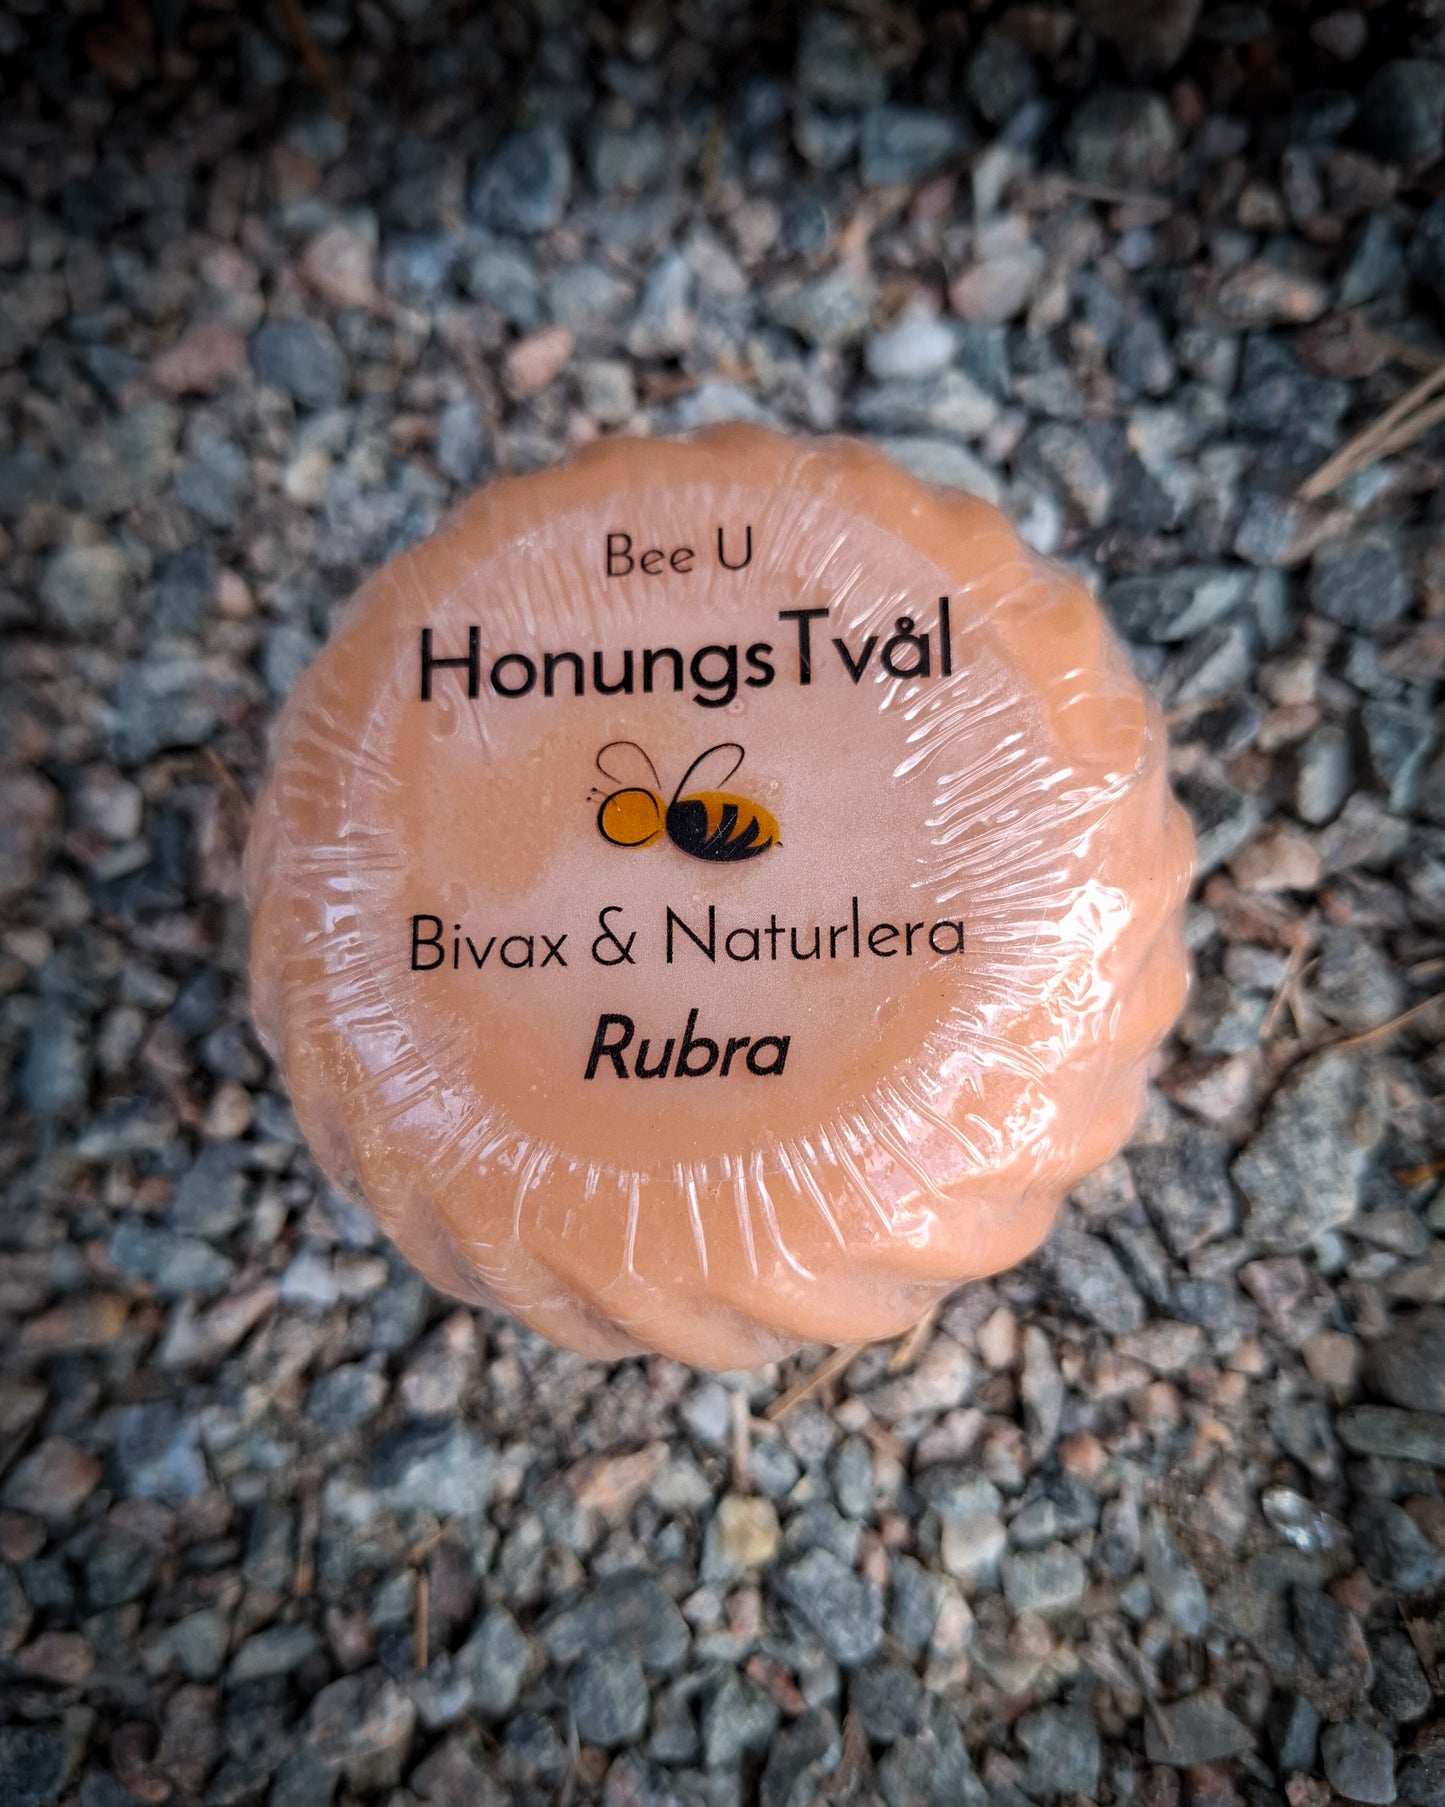 Bee U
HonungsTvål
Bivax & Naturlera
Rubra